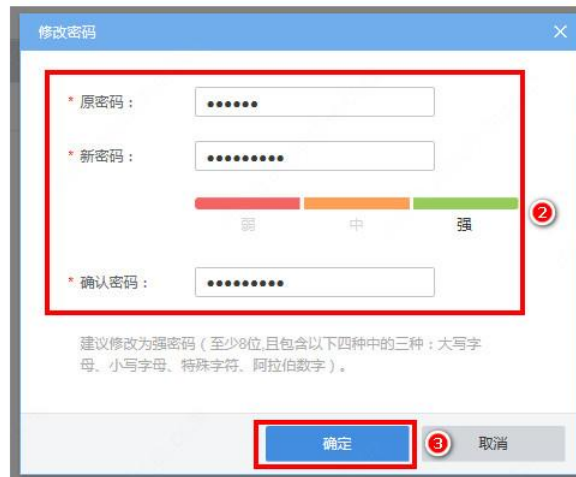 修改密码 ×
* 原密码： ••••••
* 新密码： •••••••••
弱 中 强
2
* 确认密码： •••••••••
建议修改为强密码（至少8位,且包含以下四种中的三种：大写字
母、小写字母、特殊字符、阿拉伯数字）。
确定 3 取消